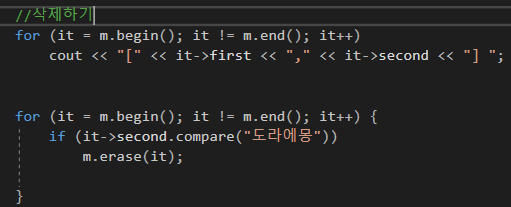 //삭제하기
for (it = m.begin(); it != m.end(); it++)
cout << "[" << it->first << "," << it->second << "] ";
for (it = m.begin(); it != m.end(); it++) {
if (it->second.compare("도라에몽"))
m.erase(it);
}